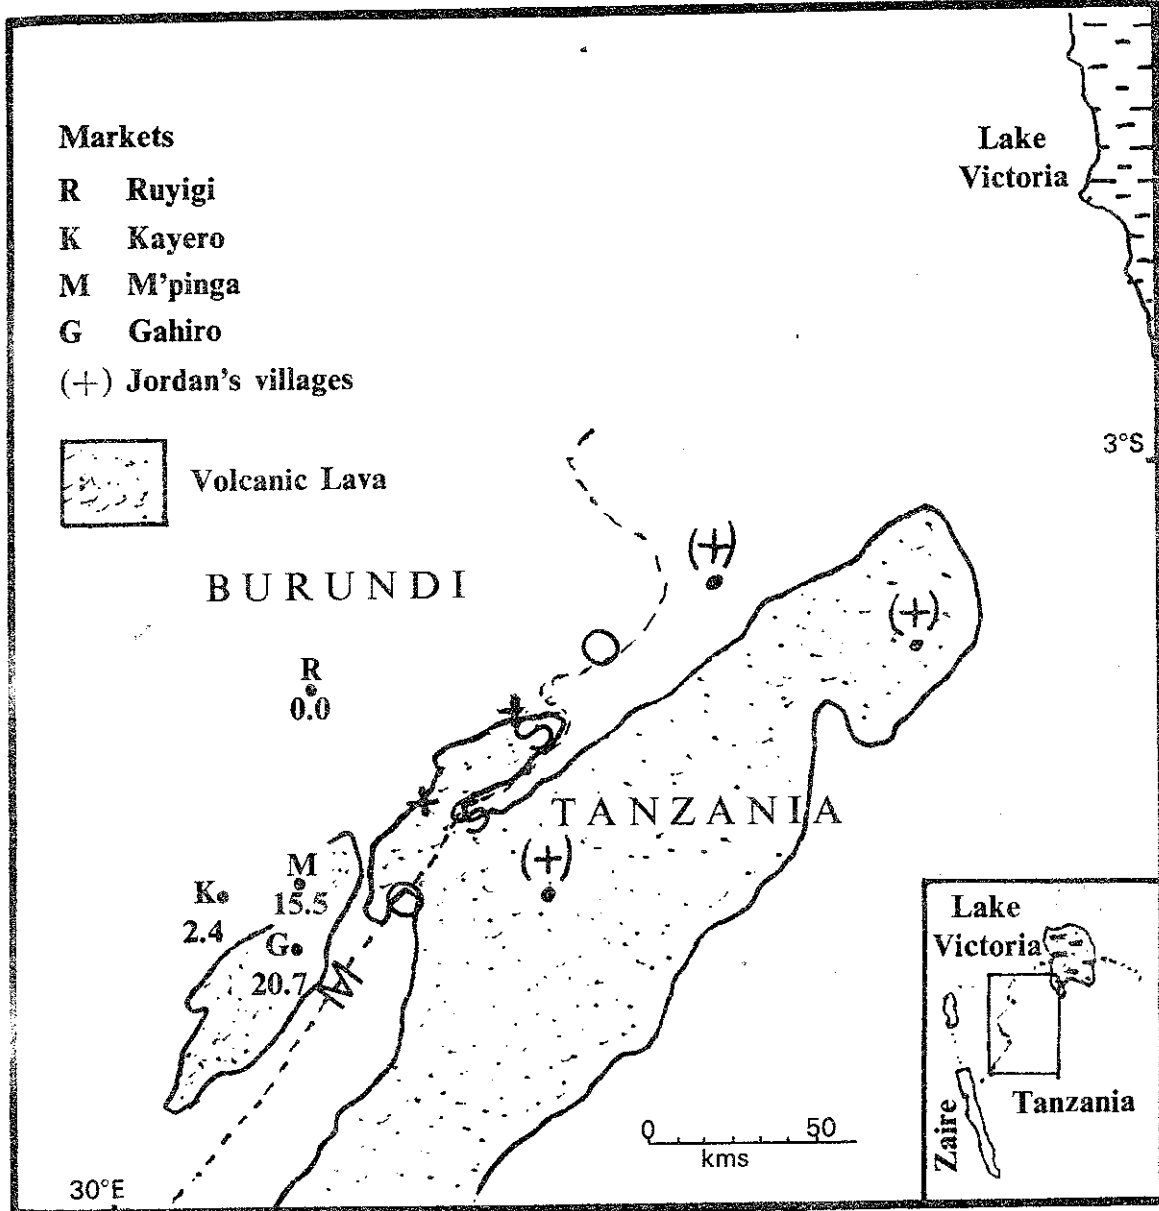 Markets
R Ruyigi
K Kayero
M M'pinga
G Gahiro
(+) Jordan's villages
Volcanic Lava
Lake
Victoria
3°S
BURUNDI
(+)
(+)
R
0.0
TANZANIA
(+)
M
15.5
K
2.4
G
20.7
0 50
kms
30°E
Lake
Victoria
Tanzania
Zaire